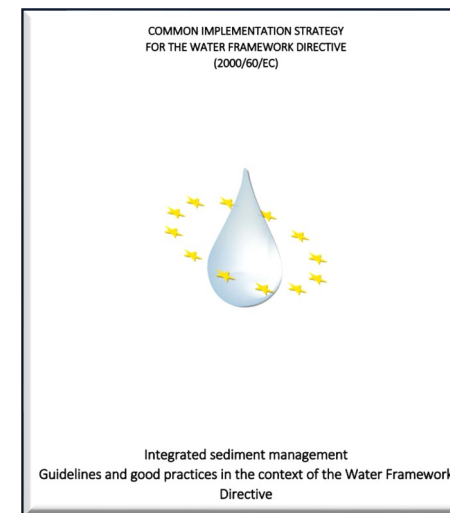 COMMON IMPLEMENTATION STRATEGY
FOR THE WATER FRAMEWORK DIRECTIVE
(2000/60/EC)
Integrated sediment management
Guidelines and good practices in the context of the Water Framework
Directive